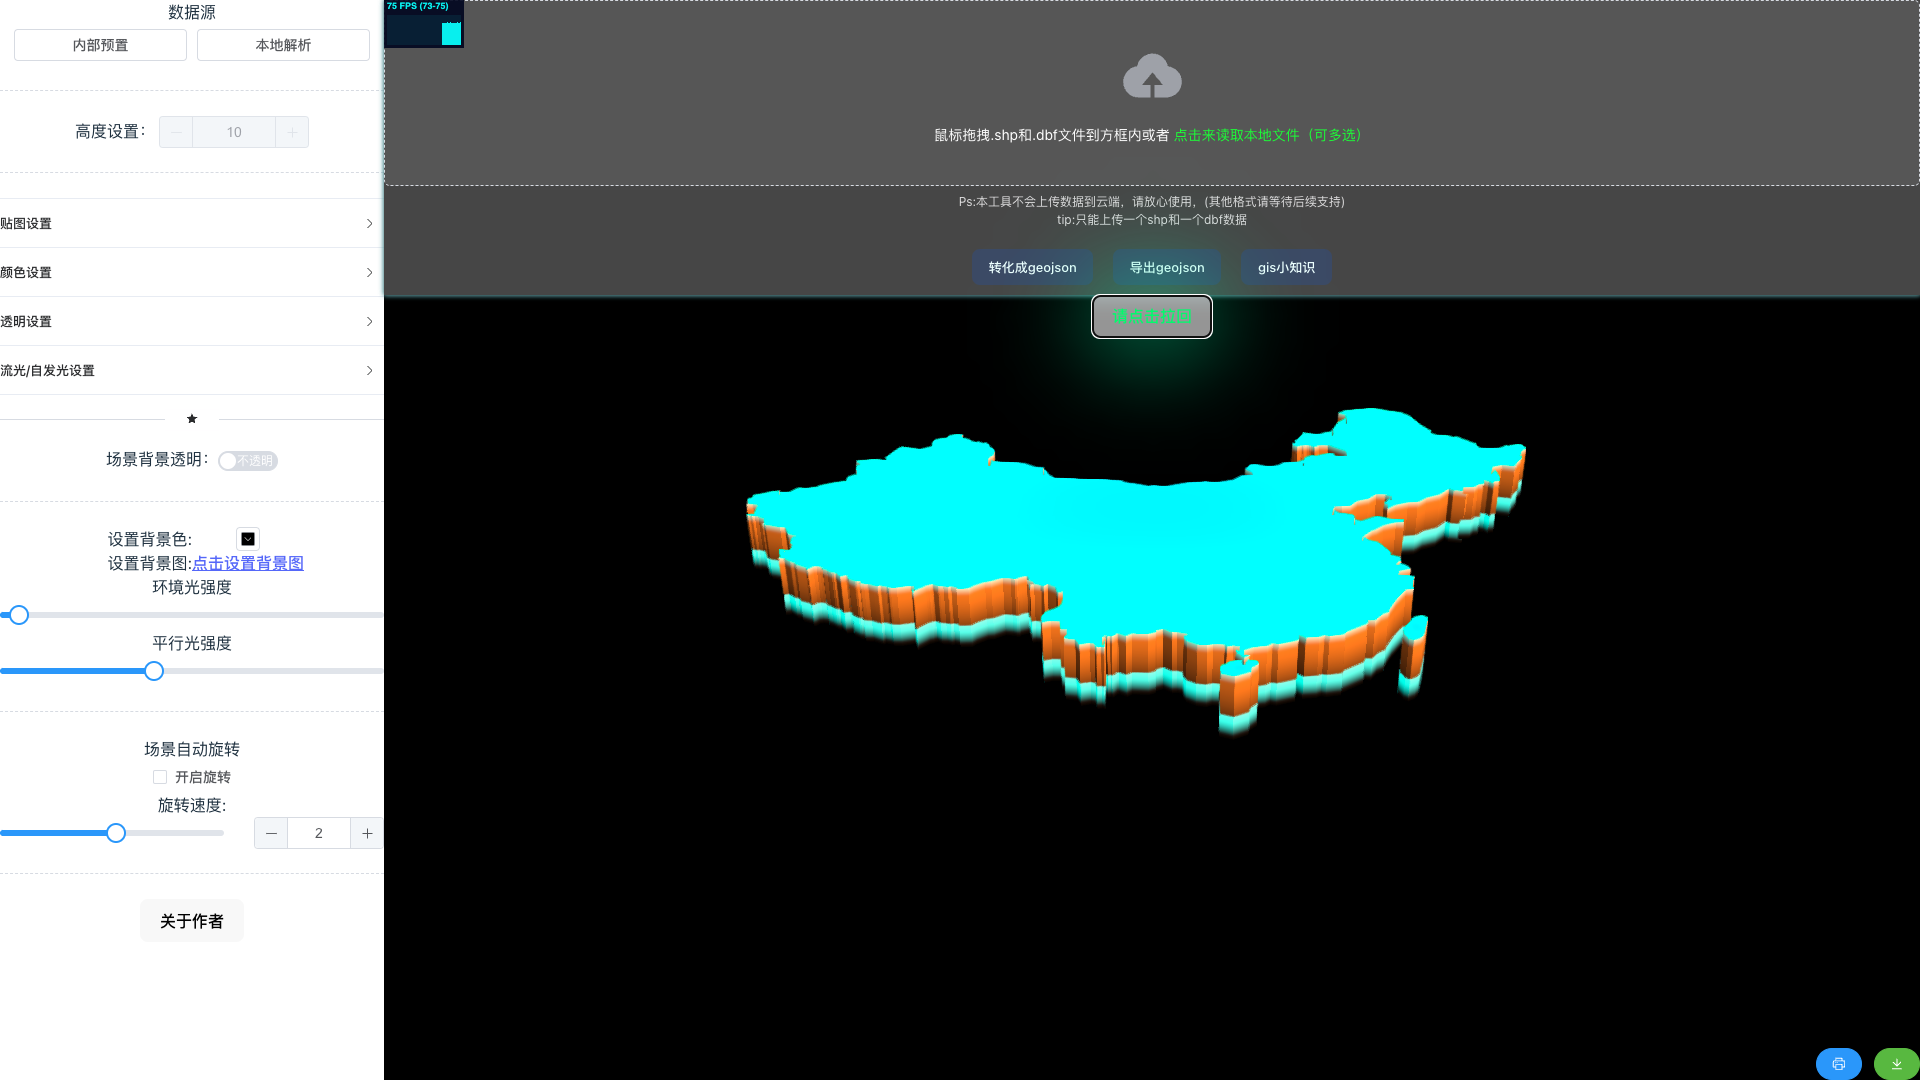 数据源
内部预置
本地解析
高度设置：
10
贴图设置
颜色设置
透明设置
流光/自发光设置
场景背景透明：
不透明
设置背景色:
设置背景图:点击设置背景图
环境光强度
平行光强度
场景自动旋转
开启旋转
旋转速度:
2
关于作者
75 FPS (73-75)
鼠标拖拽.shp和.dbf文件到方框内或者 点击来读取本地文件（可多选）
Ps:本工具不会上传数据到云端，请放心使用，(其他格式请等待后续支持)
tip:只能上传一个shp和一个dbf数据
转化成geojson
导出geojson
gis小知识
请点击拉回